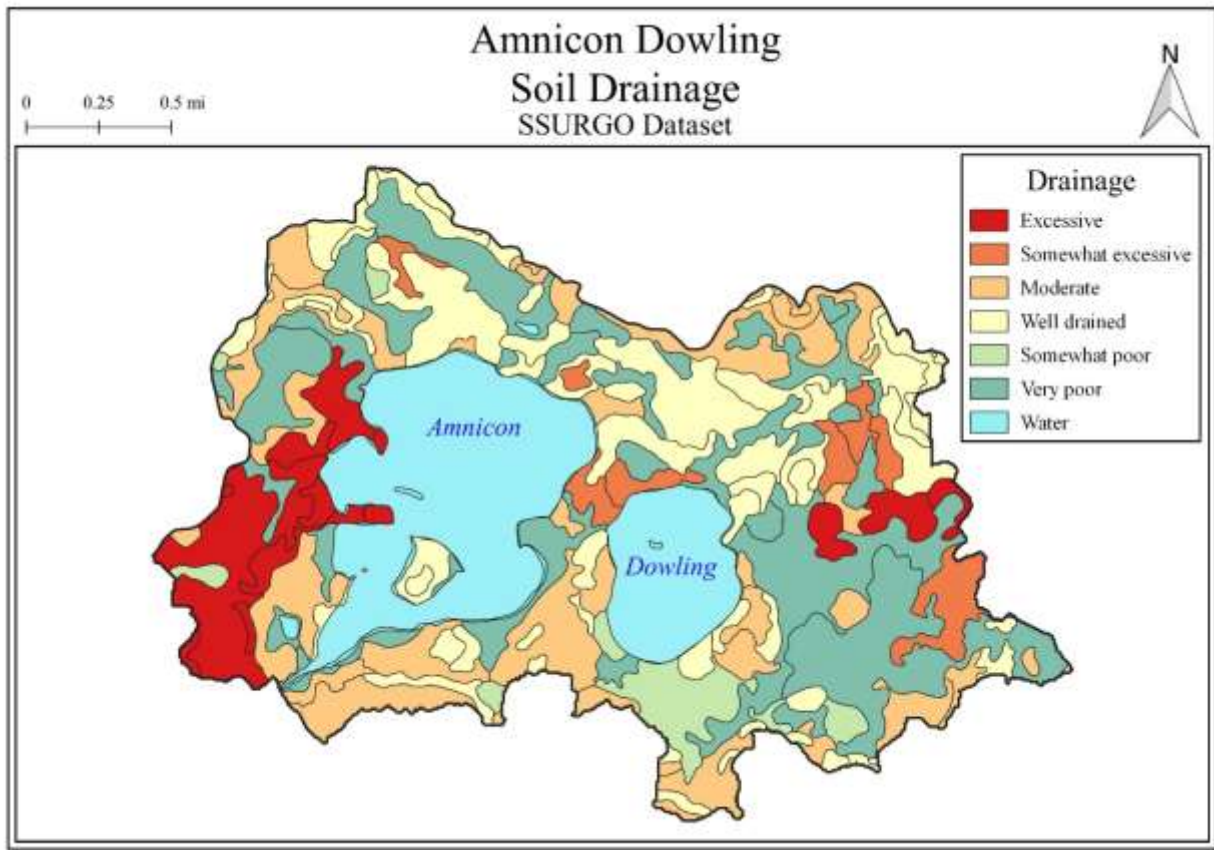 Amnicon Dowling
Soil Drainage
SSURGO Dataset
0 0.25 0.5 mi
N
Drainage
Excessive
Somewhat excessive
Moderate
Well drained
Somewhat poor
Very poor
Water
Amnicon
Dowling